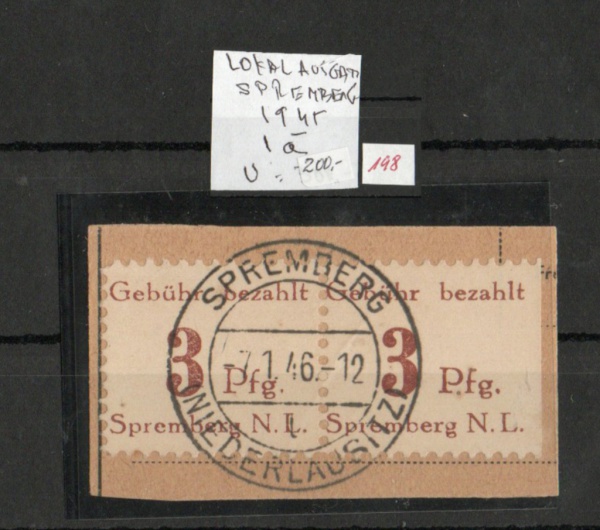 LOKALAUSGABE
SPREMBERG
1945
1a
U = -200,-
198
Gebühr bezahlt Gebühr bezahlt
3 Pfg. 3 Pfg.
Spremberg N.L. Spremberg N.L.
SPREMBERG
-7.1.46.-12
(NIEDERLAUSITZ)